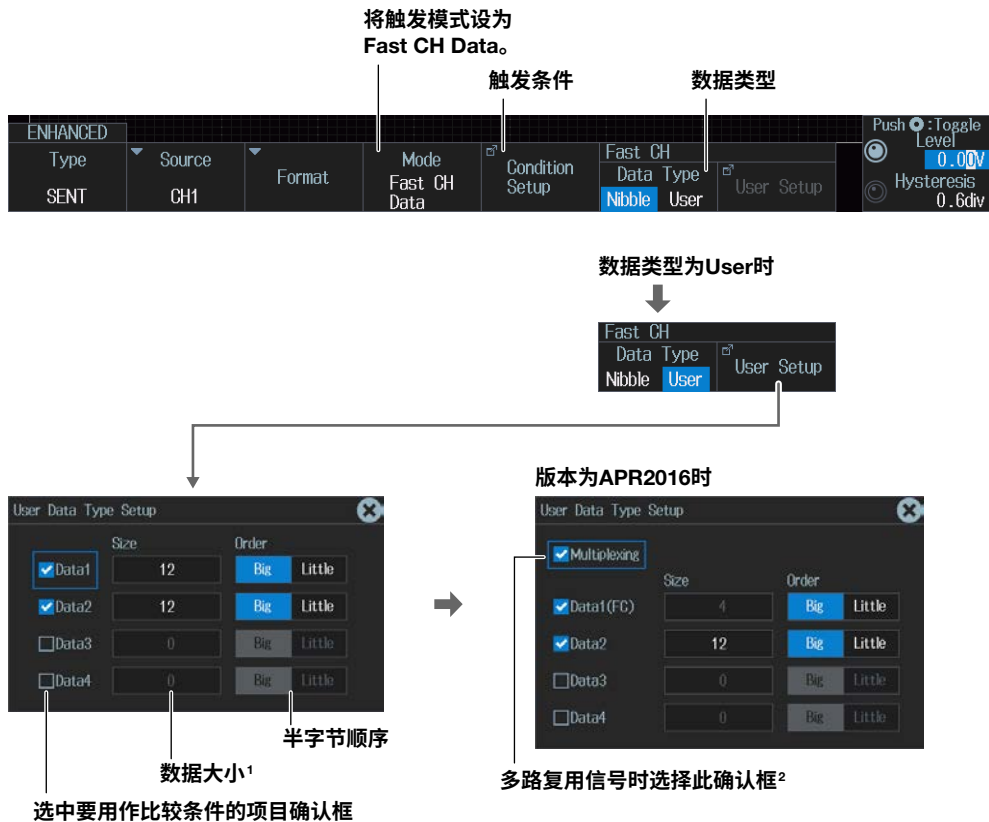 将触发模式设为
Fast CH Data。
触发条件
数据类型
ENHANCED
Type
SENT
Source
CH1
Format
Mode
Fast CH
Data
Condition
Setup
Fast CH
Data Type
Nibble User
User Setup
Push :Toggle
Level
0.00V
Hysteresis
0.6div
数据类型为User时
Fast CH
Data Type
Nibble User
User Setup
User Data Type Setup
Size Order
Data1 12 Big Little
Data2 12 Big Little
Data3 0 Big Little
Data4 0 Big Little
半字节顺序
数据大小1
选中要用作比较条件的项目确认框
版本为APR2016时
User Data Type Setup
Multiplexing
Size Order
Data1(FC) 4 Big Little
Data2 12 Big Little
Data3 0 Big Little
Data4 0 Big Little
多路复用信号时选择此确认框2